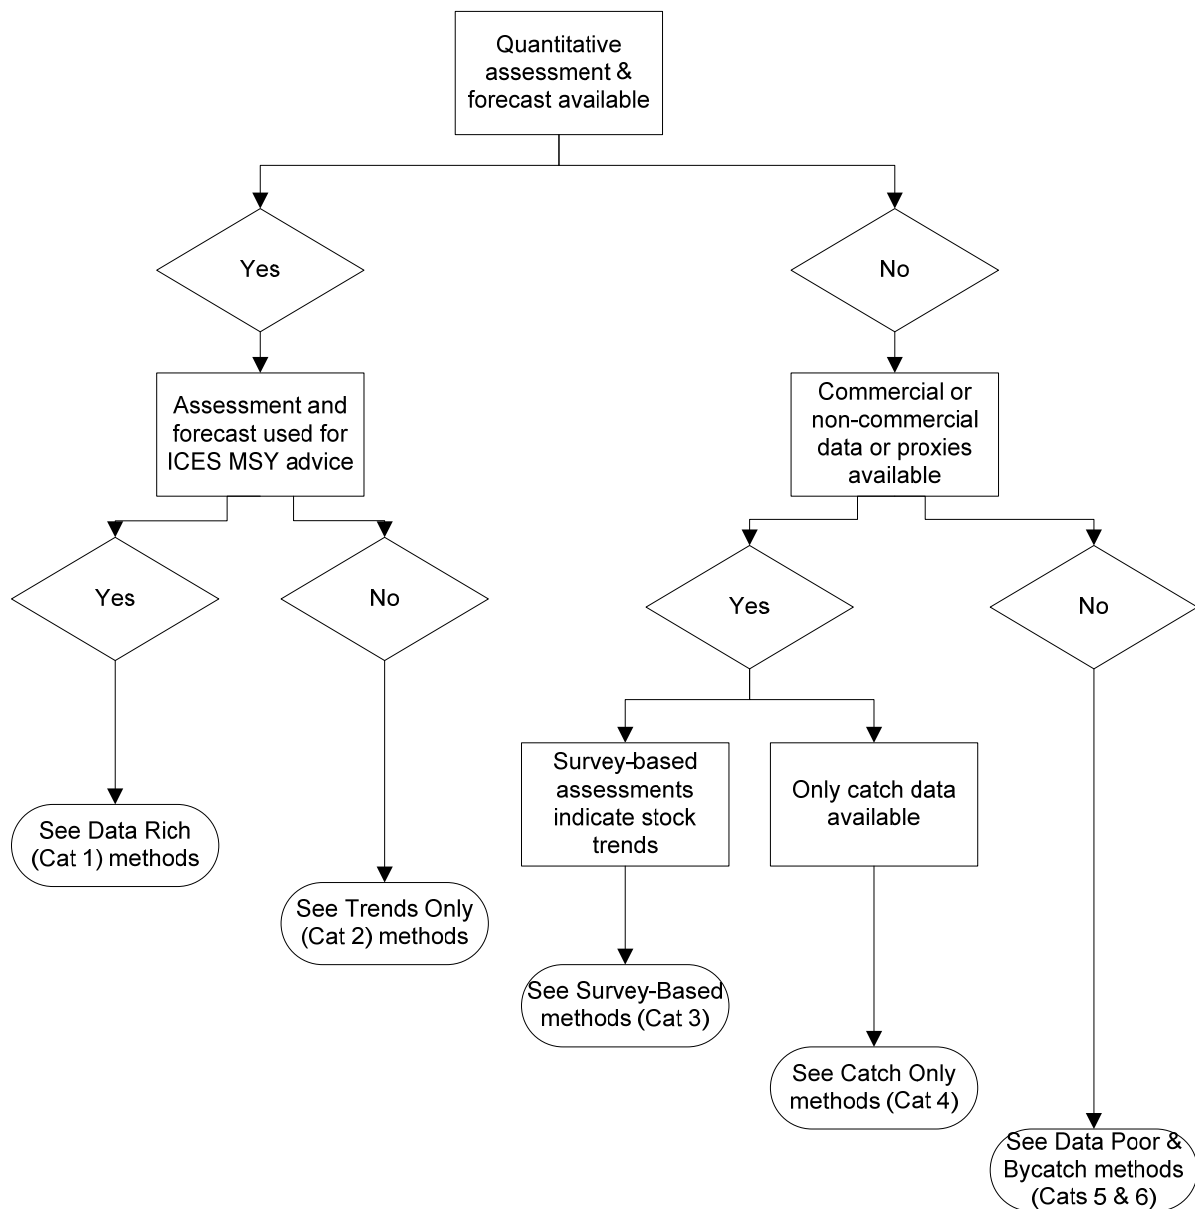 Quantitative
assessment &
forecast available
Yes
No
Assessment and
forecast used for
ICES MSY advice
Commercial or
non-commercial
data or proxies
available
Yes
No
Yes
No
Survey-based
assessments
indicate stock
trends
Only catch data
available
See Data Rich
(Cat 1) methods
See Trends Only
(Cat 2) methods
See Survey-Based
methods (Cat 3)
See Catch Only
methods (Cat 4)
See Data Poor &
Bycatch methods
(Cats 5 & 6)